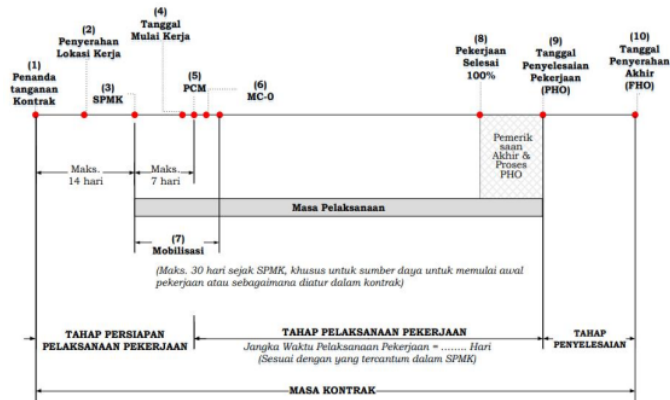 (1)
Penanda
tanganan
Kontrak
(2)
Penyerahan
Lokasi Kerja
(3)
SPMK
(4)
Tanggal
Mulai Kerja
(5)
PCM
(6)
MC-0
(8)
Pekerjaan
Selesai
100%
(9)
Tanggal
Penyelesaian
Pekerjaan
(PHO)
(10)
Tanggal
Penyerahan
Akhir
(FHO)
Maks.
14 hari
Maks.
7 hari
Pemerik
saan
Akhir &
Proses
PHO
Masa Pelaksanaan
(7)
Mobilisasi
(Maks. 30 hari sejak SPMK, khusus untuk sumber daya untuk memulai awal
pekerjaan atau sebagaimana diatur dalam kontrak)
TAHAP PERSIAPAN
PELAKSANAAN PEKERJAAN
TAHAP PELAKSANAAN PEKERJAAN
Jangka Waktu Pelaksanaan Pekerjaan = ........ Hari
(Sesuai dengan yang tercantum dalam SPMK)
TAHAP
PENYELESAIAN
MASA KONTRAK